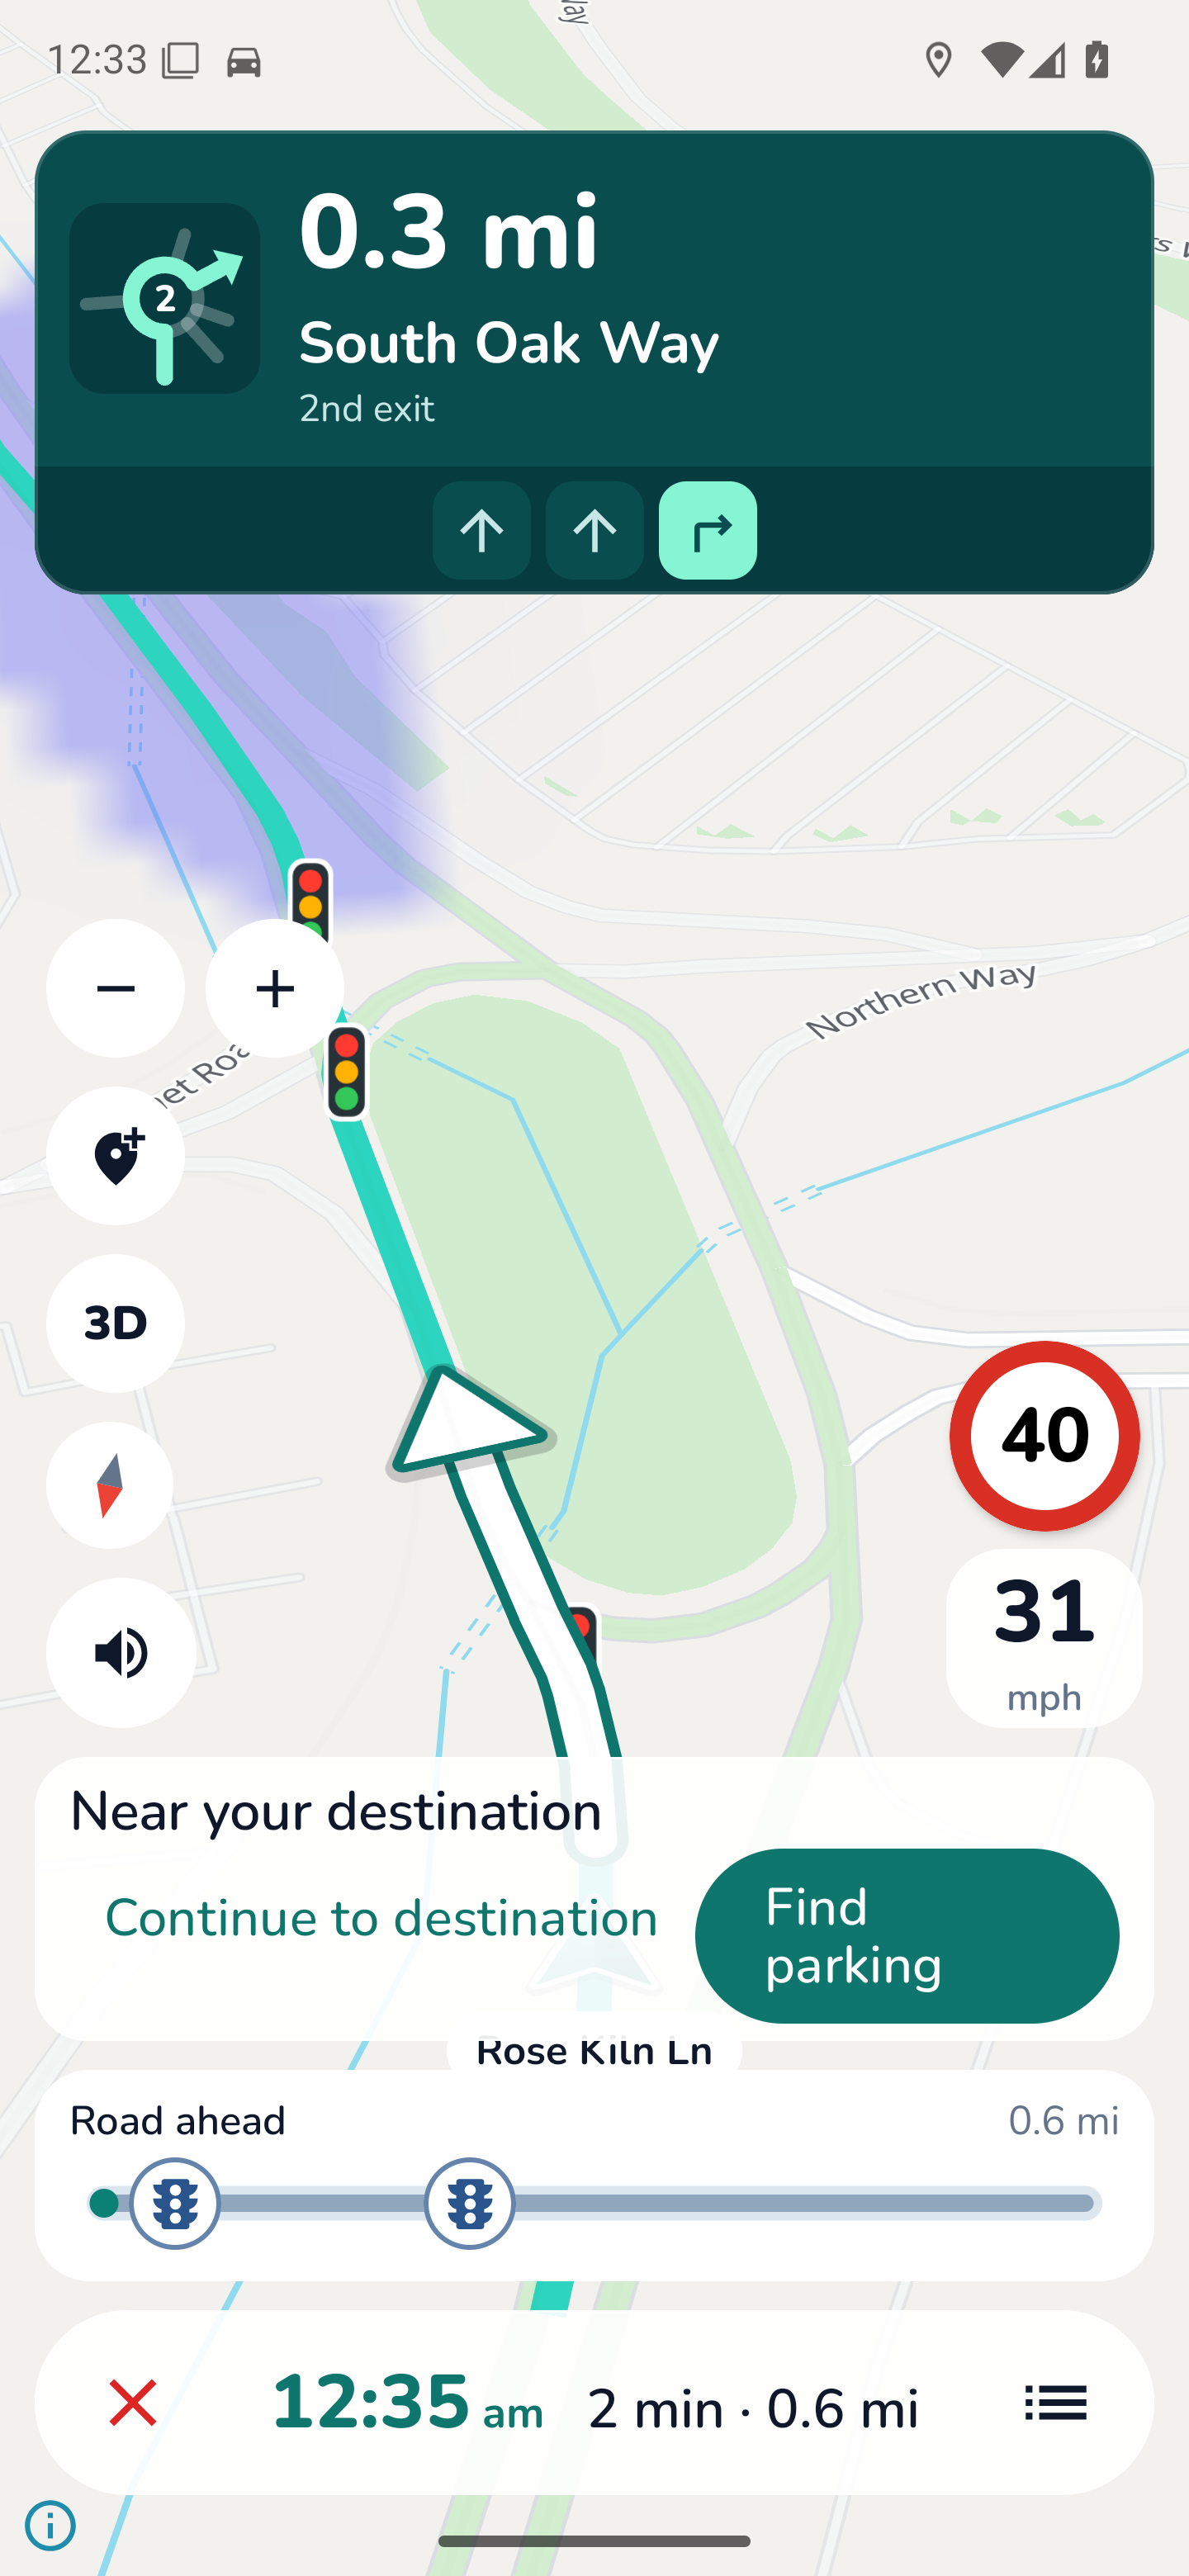 12:33
0.3 mi
2
South Oak Way
2nd exit
Northern Way
3D
40
31
mph
Near your destination
Continue to destination
Find
parking
Rose Kiln Ln
Road ahead
0.6 mi
12:35 am
2 min · 0.6 mi